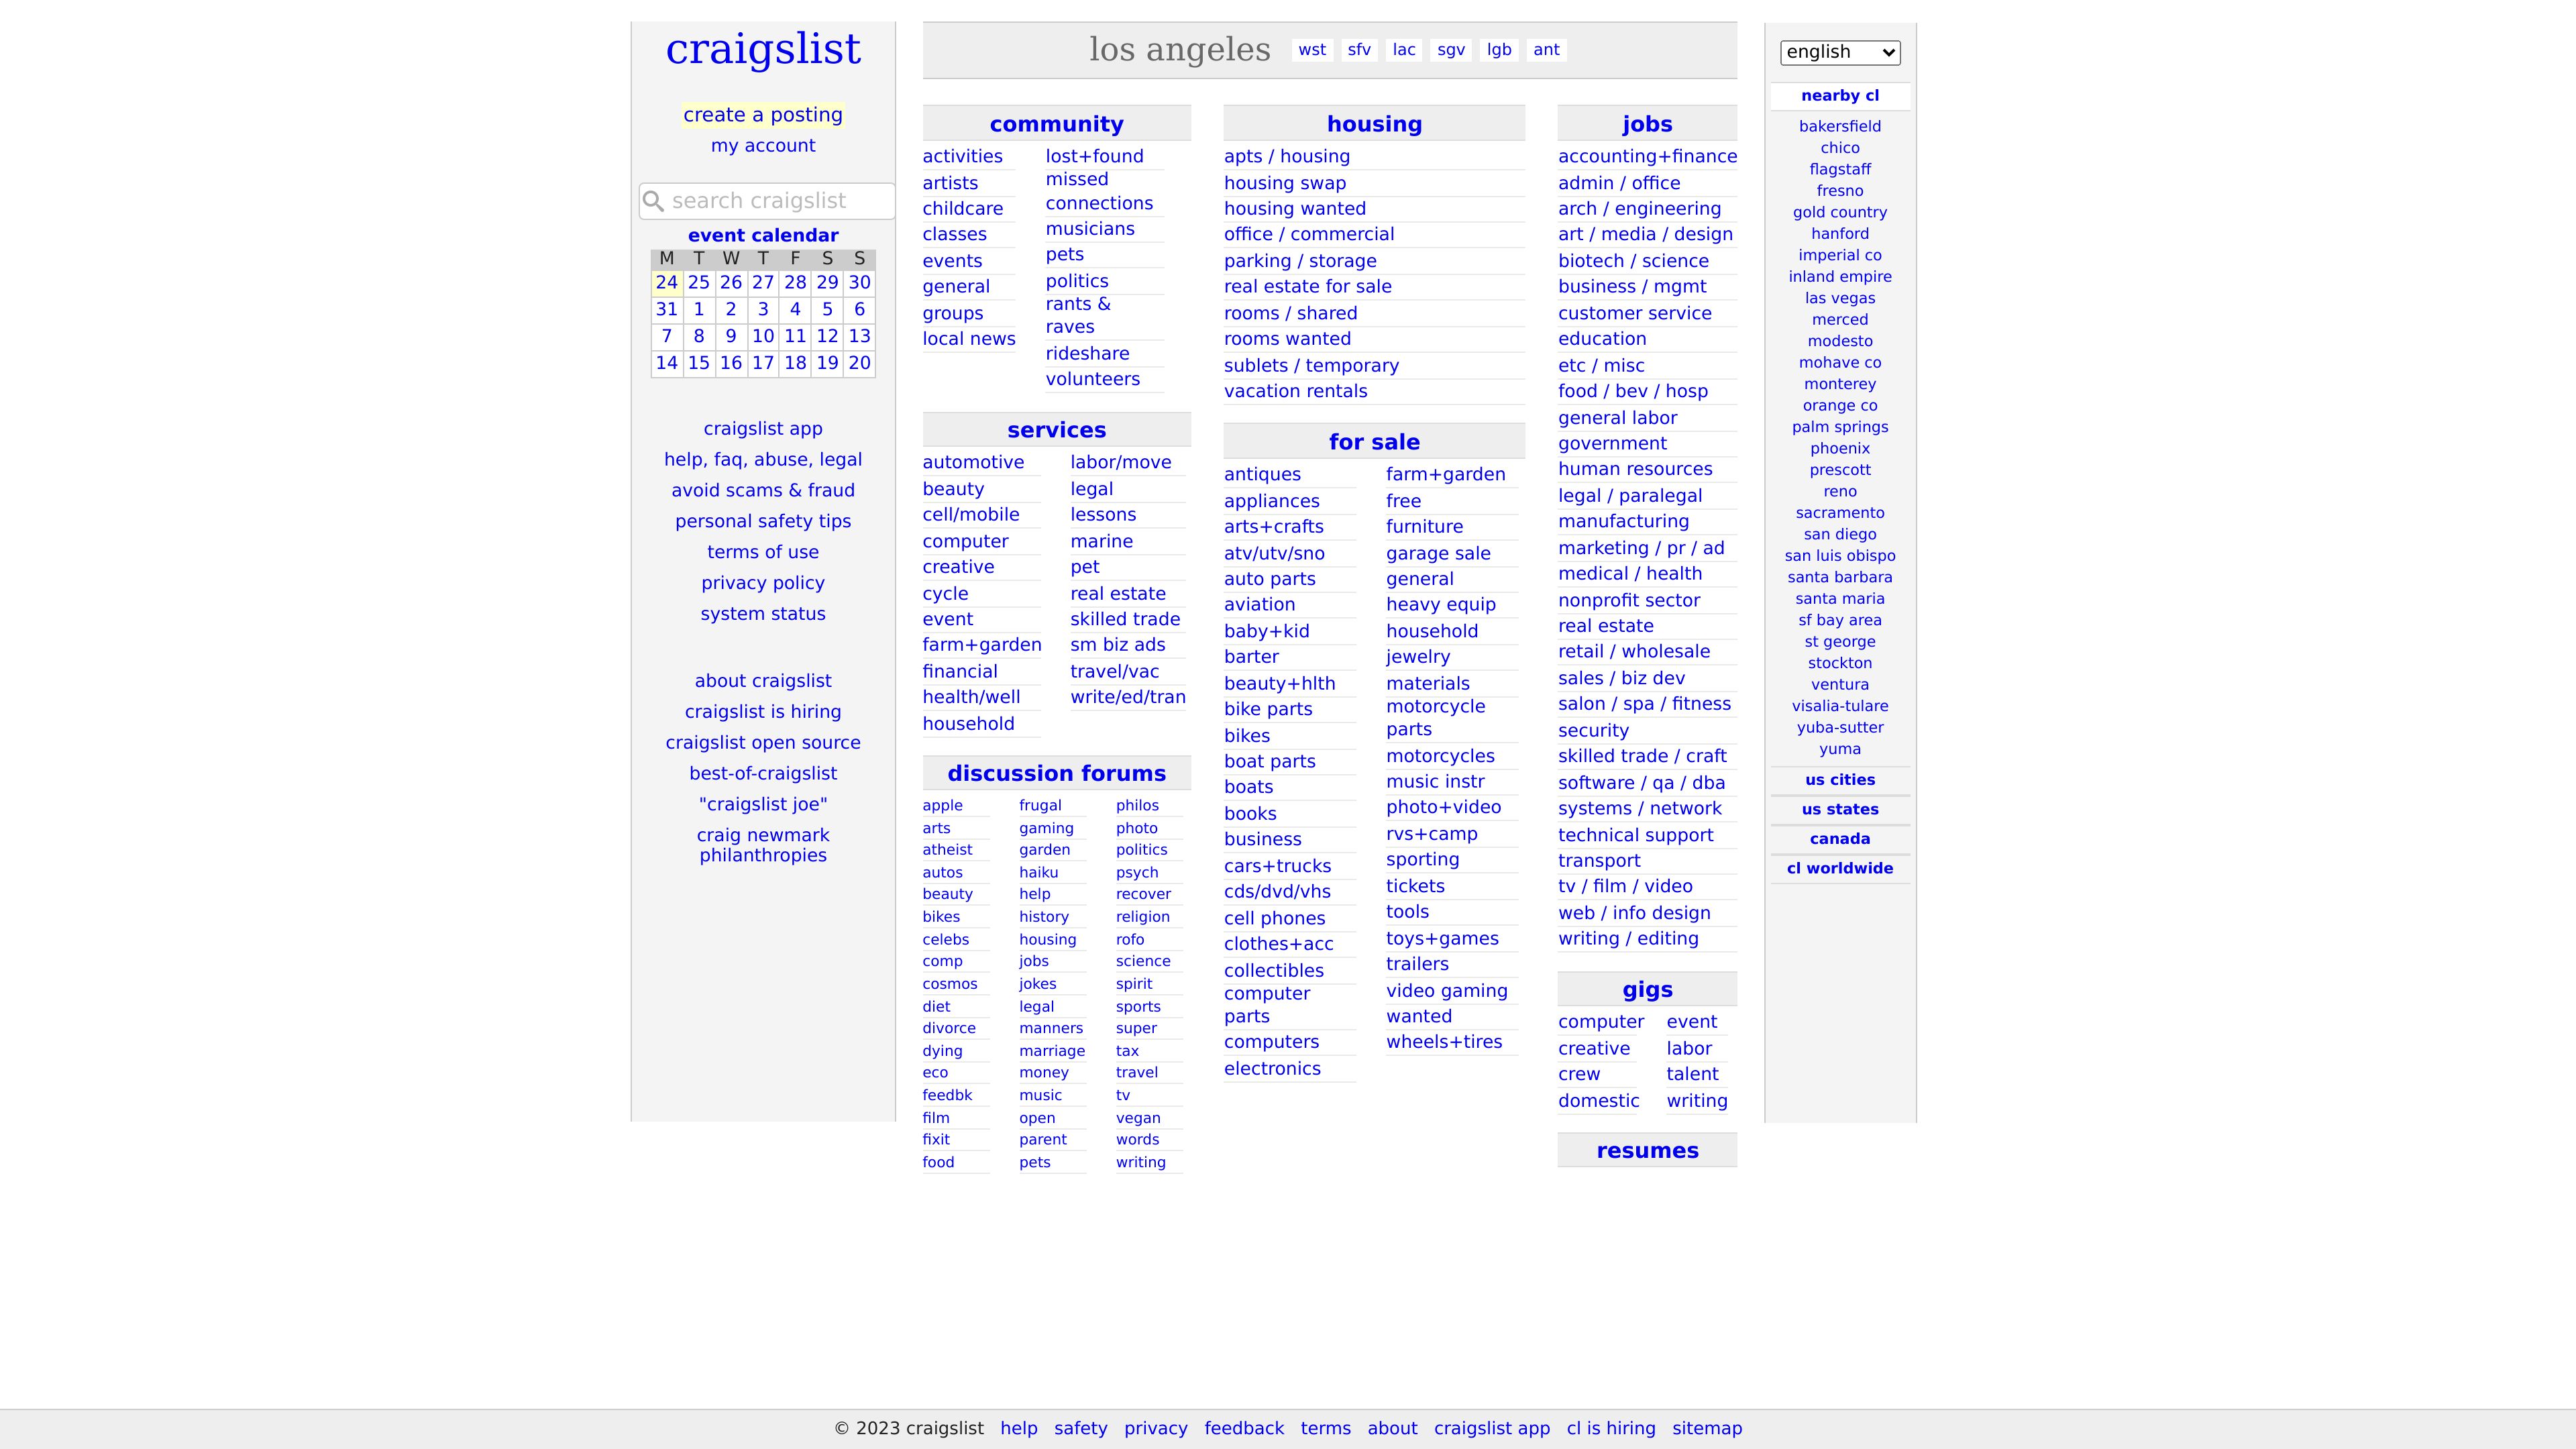 craigslist
create a posting
my account
search craigslist
event calendar
M T W T F S S
24 25 26 27 28 29 30
31 1 2 3 4 5 6
7 8 9 10 11 12 13
14 15 16 17 18 19 20
craigslist app
help, faq, abuse, legal
avoid scams & fraud
personal safety tips
terms of use
privacy policy
system status
about craigslist
craigslist is hiring
craigslist open source
best-of-craigslist
"craigslist joe"
craig newmark
philanthropies
los angeles wst sfv lac sgv lgb ant
community
activities
artists
childcare
classes
events
general
groups
local news
lost+found
missed
connections
musicians
pets
politics
rants &
raves
rideshare
volunteers
services
automotive
beauty
cell/mobile
computer
creative
cycle
event
farm+garden
financial
health/well
household
labor/move
legal
lessons
marine
pet
real estate
skilled trade
sm biz ads
travel/vac
write/ed/tran
discussion forums
apple
arts
atheist
autos
beauty
bikes
celebs
comp
cosmos
diet
divorce
dying
eco
feedbk
film
fixit
food
frugal
gaming
garden
haiku
help
history
housing
jobs
jokes
legal
manners
marriage
money
music
open
parent
pets
philos
photo
politics
psych
recover
religion
rofo
science
spirit
sports
super
tax
travel
tv
vegan
words
writing
housing
apts / housing
housing swap
housing wanted
office / commercial
parking / storage
real estate for sale
rooms / shared
rooms wanted
sublets / temporary
vacation rentals
for sale
antiques
appliances
arts+crafts
atv/utv/sno
auto parts
aviation
baby+kid
barter
beauty+hlth
bike parts
bikes
boat parts
boats
books
business
cars+trucks
cds/dvd/vhs
cell phones
clothes+acc
collectibles
computer
parts
computers
electronics
farm+garden
free
furniture
garage sale
general
heavy equip
household
jewelry
materials
motorcycle
parts
motorcycles
music instr
photo+video
rvs+camp
sporting
tickets
tools
toys+games
trailers
video gaming
wanted
wheels+tires
jobs
accounting+finance
admin / office
arch / engineering
art / media / design
biotech / science
business / mgmt
customer service
education
etc / misc
food / bev / hosp
general labor
government
human resources
legal / paralegal
manufacturing
marketing / pr / ad
medical / health
nonprofit sector
real estate
retail / wholesale
sales / biz dev
salon / spa / fitness
security
skilled trade / craft
software / qa / dba
systems / network
technical support
transport
tv / film / video
web / info design
writing / editing
gigs
computer
creative
crew
domestic
event
labor
talent
writing
resumes
english
nearby cl
bakersfield
chico
flagstaff
fresno
gold country
hanford
imperial co
inland empire
las vegas
merced
modesto
mohave co
monterey
orange co
palm springs
phoenix
prescott
reno
sacramento
san diego
san luis obispo
santa barbara
santa maria
sf bay area
st george
stockton
ventura
visalia-tulare
yuba-sutter
yuma
us cities
us states
canada
cl worldwide
© 2023 craigslist help safety privacy feedback terms about craigslist app cl is hiring sitemap